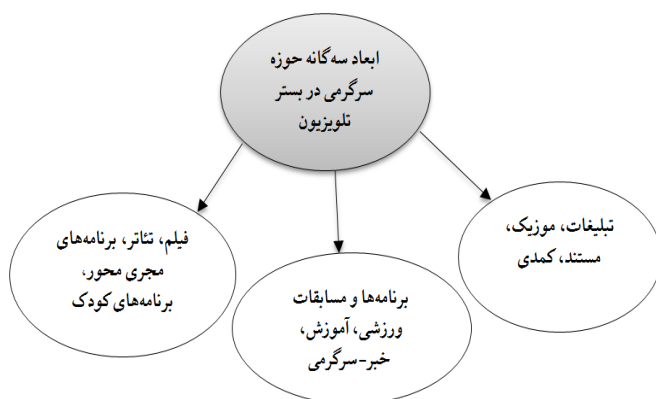 ابعاد سه‌گانه حوزه
سرگرمی در بستر
تلویزیون
تبلیغات، موزیک،
مستند، کمدی
برنامه‌ها و مسابقات
ورزشی، آموزش،
خبر-سرگرمی
فیلم، تئاتر، برنامه‌های
مجری محور،
برنامه‌های کودک